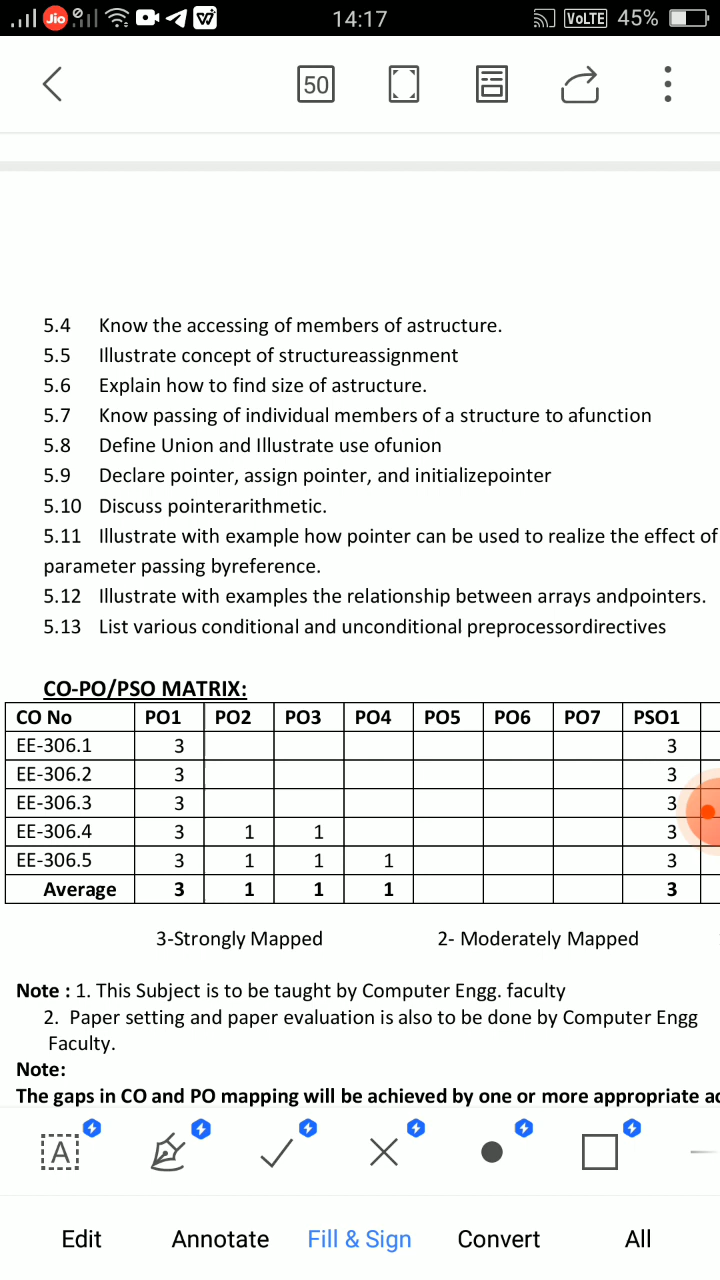 Jio 14:17 VoLTE 45%
50
5.4 Know the accessing of members of astructure.
5.5 Illustrate concept of structureassignment
5.6 Explain how to find size of astructure.
5.7 Know passing of individual members of a structure to afunction
5.8 Define Union and Illustrate use ofunion
5.9 Declare pointer, assign pointer, and initializepointer
5.10 Discuss pointerarithmetic.
5.11 Illustrate with example how pointer can be used to realize the effect of
parameter passing byreference.
5.12 Illustrate with examples the relationship between arrays andpointers.
5.13 List various conditional and unconditional preprocessordirectives
CO-PO/PSO MATRIX:
CO No PO1 PO2 PO3 PO4 PO5 PO6 PO7 PSO1
EE-306.1 3 3
EE-306.2 3 3
EE-306.3 3 3
EE-306.4 3 1 1 3
EE-306.5 3 1 1 1 3
Average 3 1 1 1 3
3-Strongly Mapped 2- Moderately Mapped
Note : 1. This Subject is to be taught by Computer Engg. faculty
2. Paper setting and paper evaluation is also to be done by Computer Engg
Faculty.
Note:
The gaps in CO and PO mapping will be achieved by one or more appropriate
A
Edit Annotate Fill & Sign Convert All